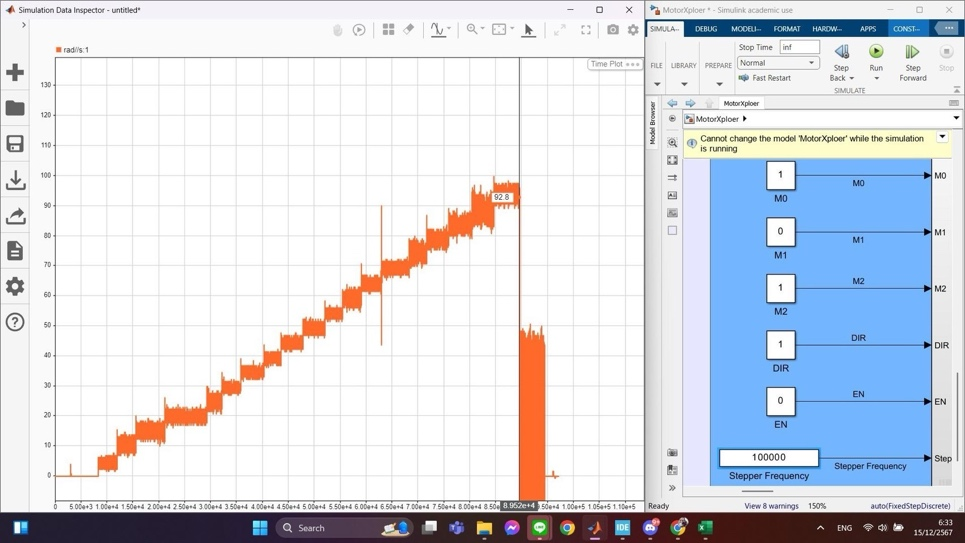 Simulation Data Inspector - untitled*
rad//s:1
Time Plot
130
120
110
100
90
80
70
60
50
40
30
20
10
0
92.8
0 5.00e+3 1.00e+4 1.50e+4 2.00e+4 2.50e+4 3.00e+4 3.50e+4 4.00e+4 4.50e+4 5.00e+4 5.50e+4 6.00e+4 6.50e+4 7.00e+4 7.50e+4 8.00e+4 8.952e+4 1.00e+5 1.05e+5 1.10e+5 1.15e+5
MotorXploer * - Simulink academic use
SIMULA··· DEBUG MODEL··· FORMAT HARDW··· APPS CONST···
FILE LIBRARY PREPARE
Stop Time inf
Normal
Fast Restart
Step Back
Run
Step Forward
Stop
SIMULATE
MotorXploer
Model Browser
MotorXploer
Cannot change the model 'MotorXploer' while the simulation
is running
1 M0 M0
M0
0 M1 M1
M1
1 M2 M2
M2
1 DIR DIR
DIR
0 EN EN
EN
100000 Stepper Frequency Step
Stepper Frequency
Ready View 8 warnings 150% auto(FixedStepDiscrete)
Search
IDE
ENG
6:33
15/12/2567